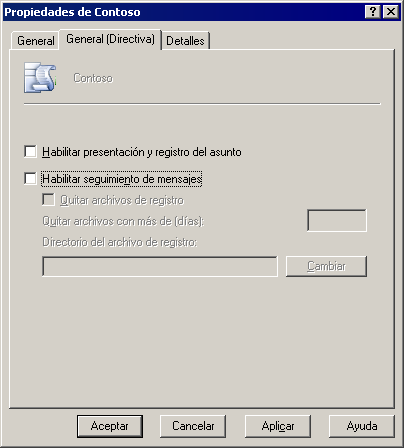 Propiedades de Contoso
General
General (Directiva)
Detalles
Contoso
Habilitar presentación y registro del asunto
Habilitar seguimiento de mensajes
Quitar archivos de registro
Quitar archivos con más de (días):
Directorio del archivo de registro:
Cambiar
Aceptar
Cancelar
Aplicar
Ayuda